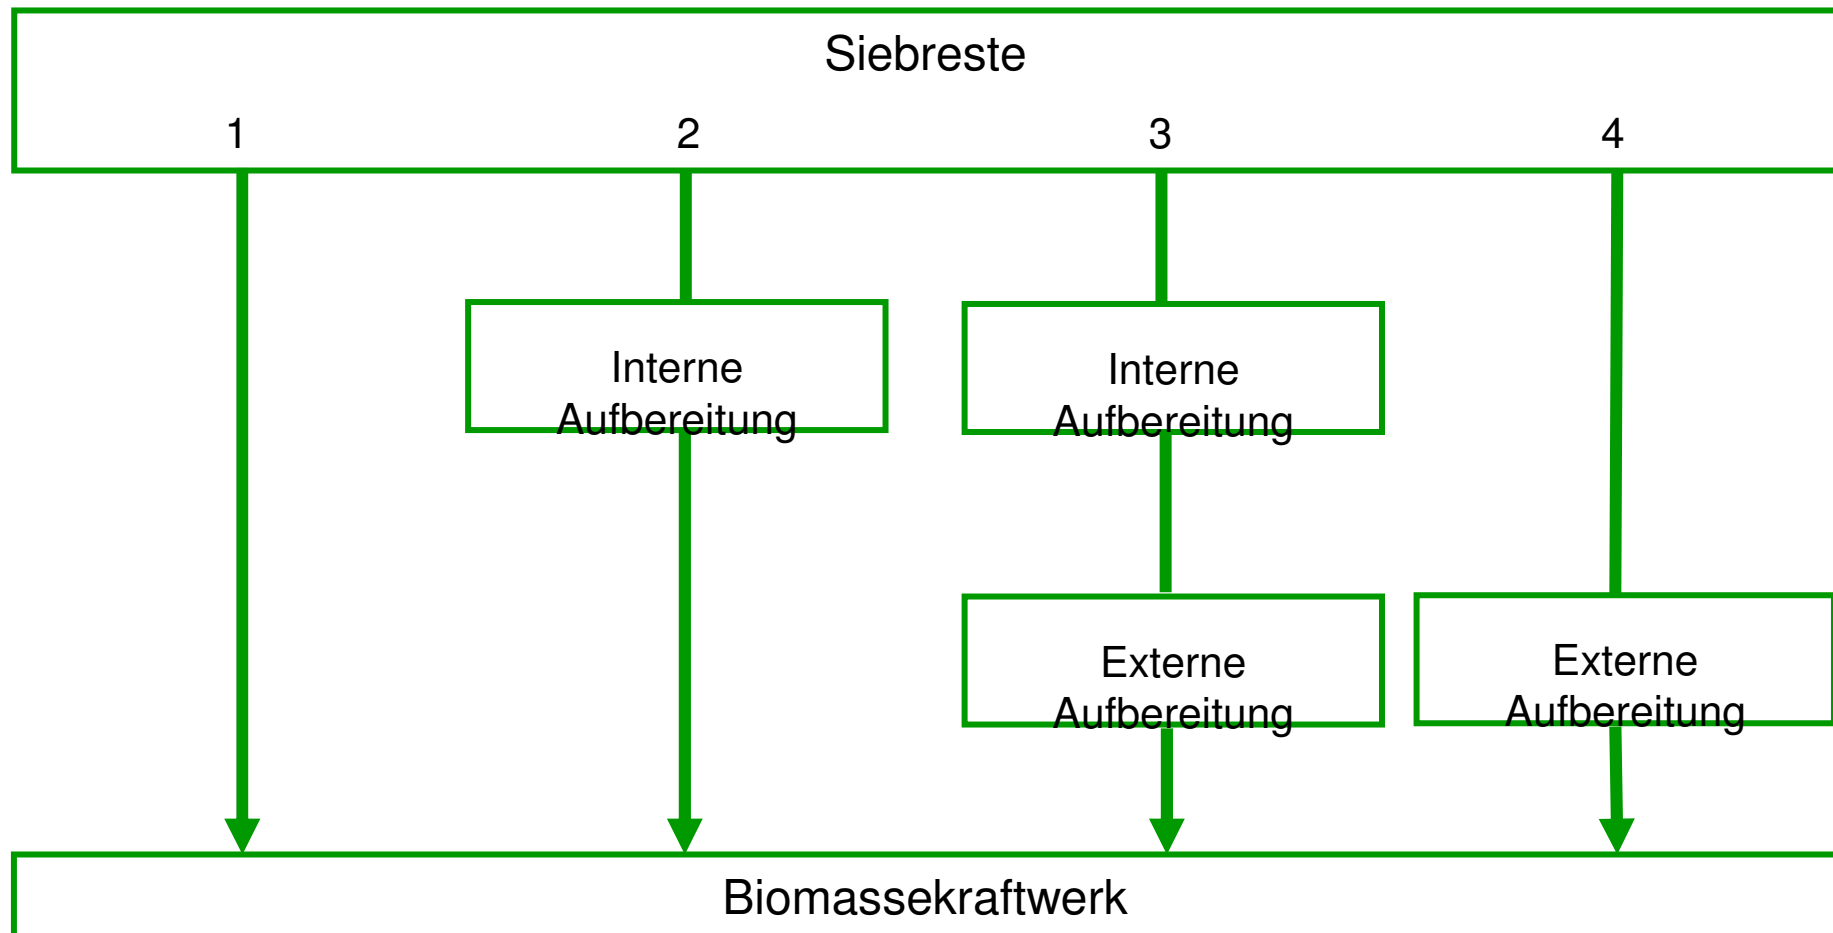 Siebreste
1 2 3 4
Interne
Aufbereitung
Interne
Aufbereitung
Externe
Aufbereitung
Externe
Aufbereitung
Biomassekraftwerk